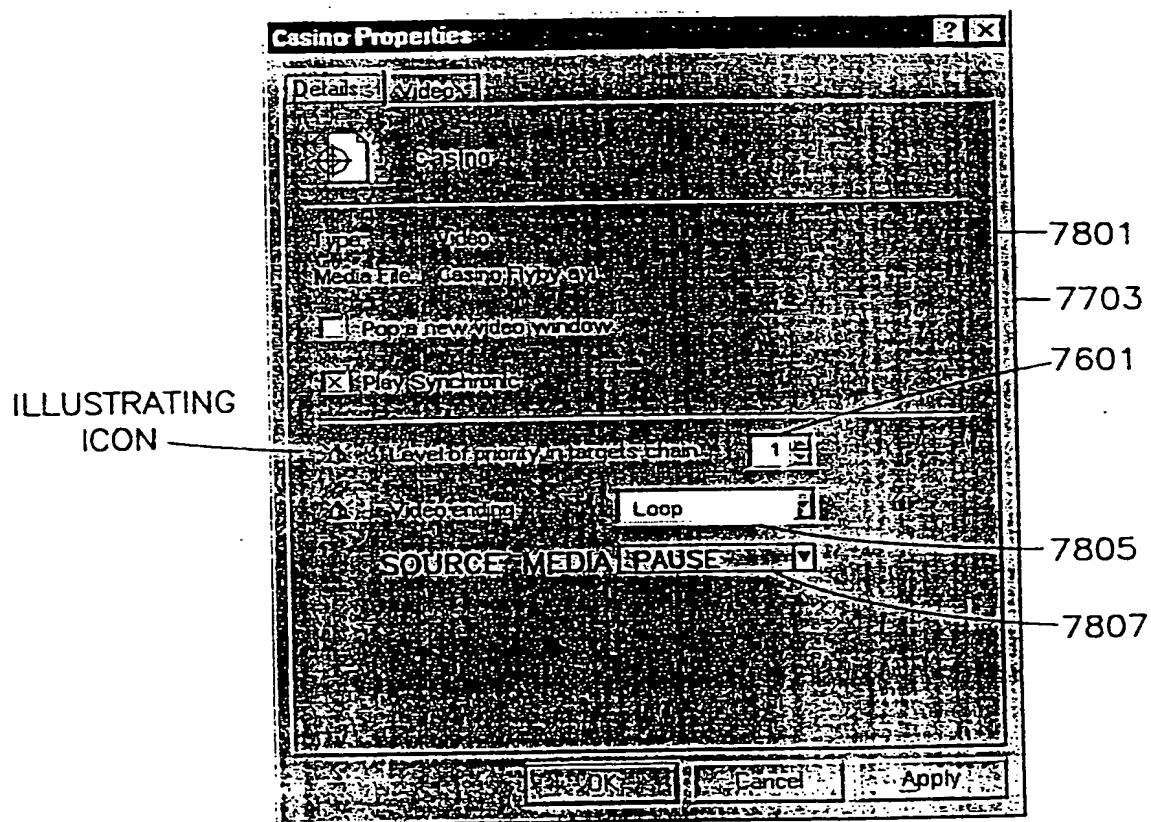 Casino Properties ? X
Details Video
Casino
Type: Video
7801
Media File: Casino Flyby.avi
7703
Pop a new video window
7601
X Play Synchronic
ILLUSTRATING
ICON
Level of priority in targets chain 1
Video ending Loop
7805
SOURCE MEDIA PAUSE
7807
OK Cancel Apply